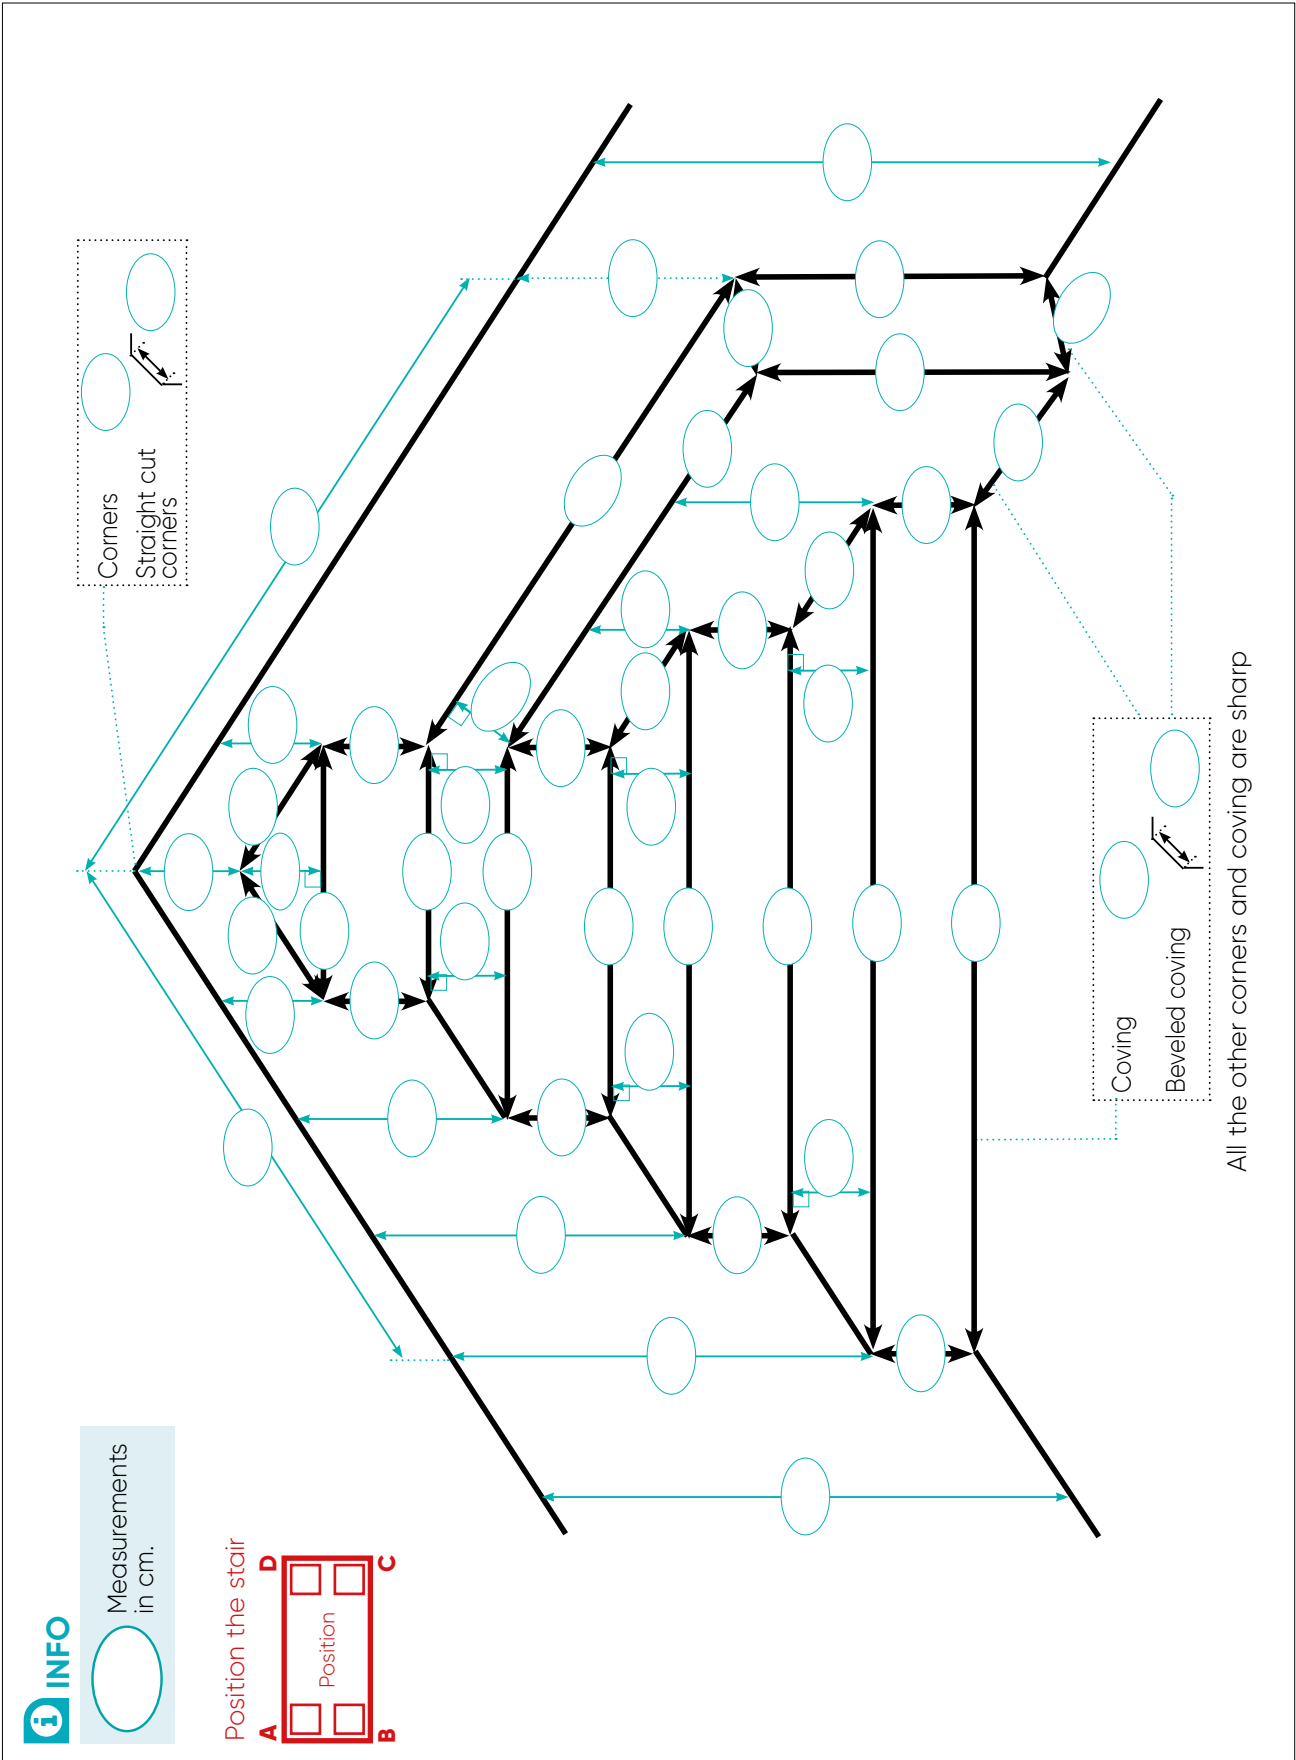 i INFO
Measurements
in cm.
Position the stair
A
D
Position
B
C
Corners
Straight cut
corners
Coving
Beveled coving
All the other corners and coving are sharp